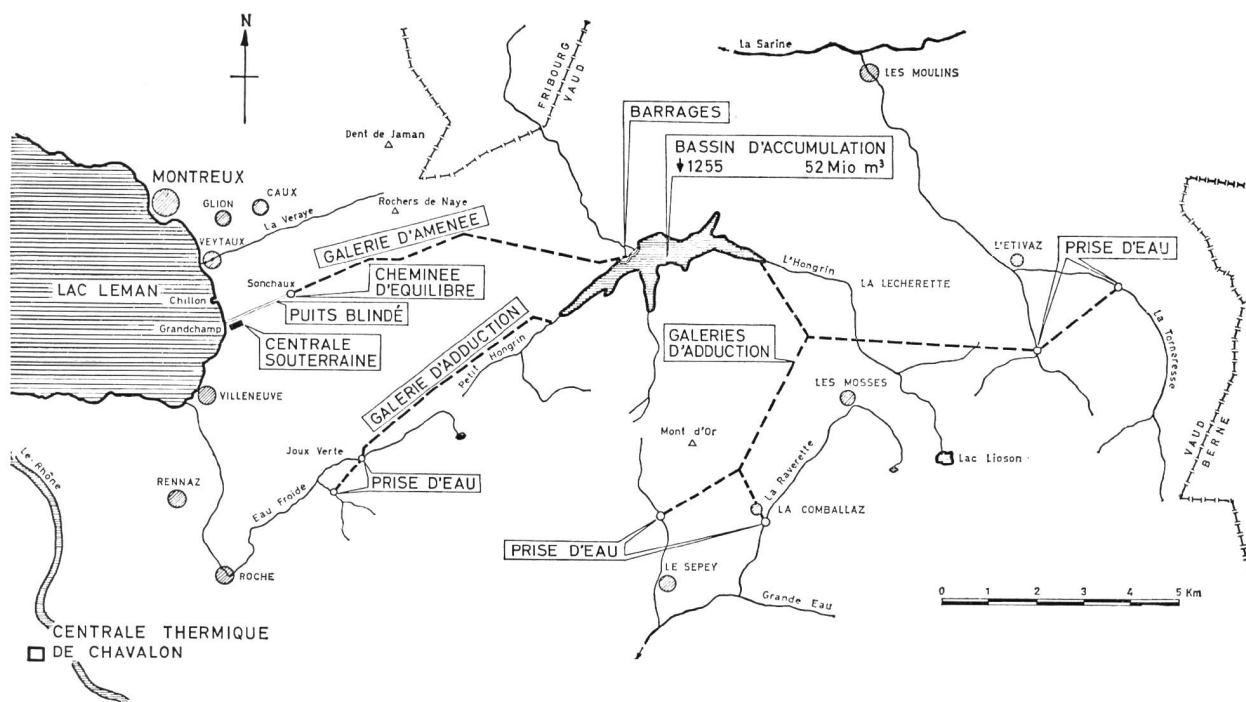 N
La Sarine
LES MOULINS
FRIBOURG
VAUD
BARRAGES
Dent de Jaman
BASSIN D'ACCUMULATION
↓1255 52 Mio m³
MONTREUX
CAUX
GLION
La Veraye
Rochers de Naye
VEYTAUX
GALERIE D'AMENEE
L'ETIVAZ
PRISE D'EAU
L'Hongrin
CHEMINEE
D'EQUILIBRE
LAC LEMAN
Sonchaux
LA LECHERETTE
Chillon
PUITS BLINDÉ
Grandchamp
CENTRALE
SOUTERRAINE
GALERIE D'ADDUCTION
Petit Hongrin
GALERIES
D'ADDUCTION
La Torneresse
LES MOSSES
VILLENEUVE
Mont d'Or
VAUD
BERNE
Joux Verte
Lac Lioson
Le Rhône
RENNAZ
PRISE D'EAU
La Raverette
Eau Froide
LA COMBALLAZ
PRISE D'EAU
ROCHE
LE SEPEY
Grande Eau
0 1 2 3 4 5 Km
CENTRALE THERMIQUE
DE CHAVALON